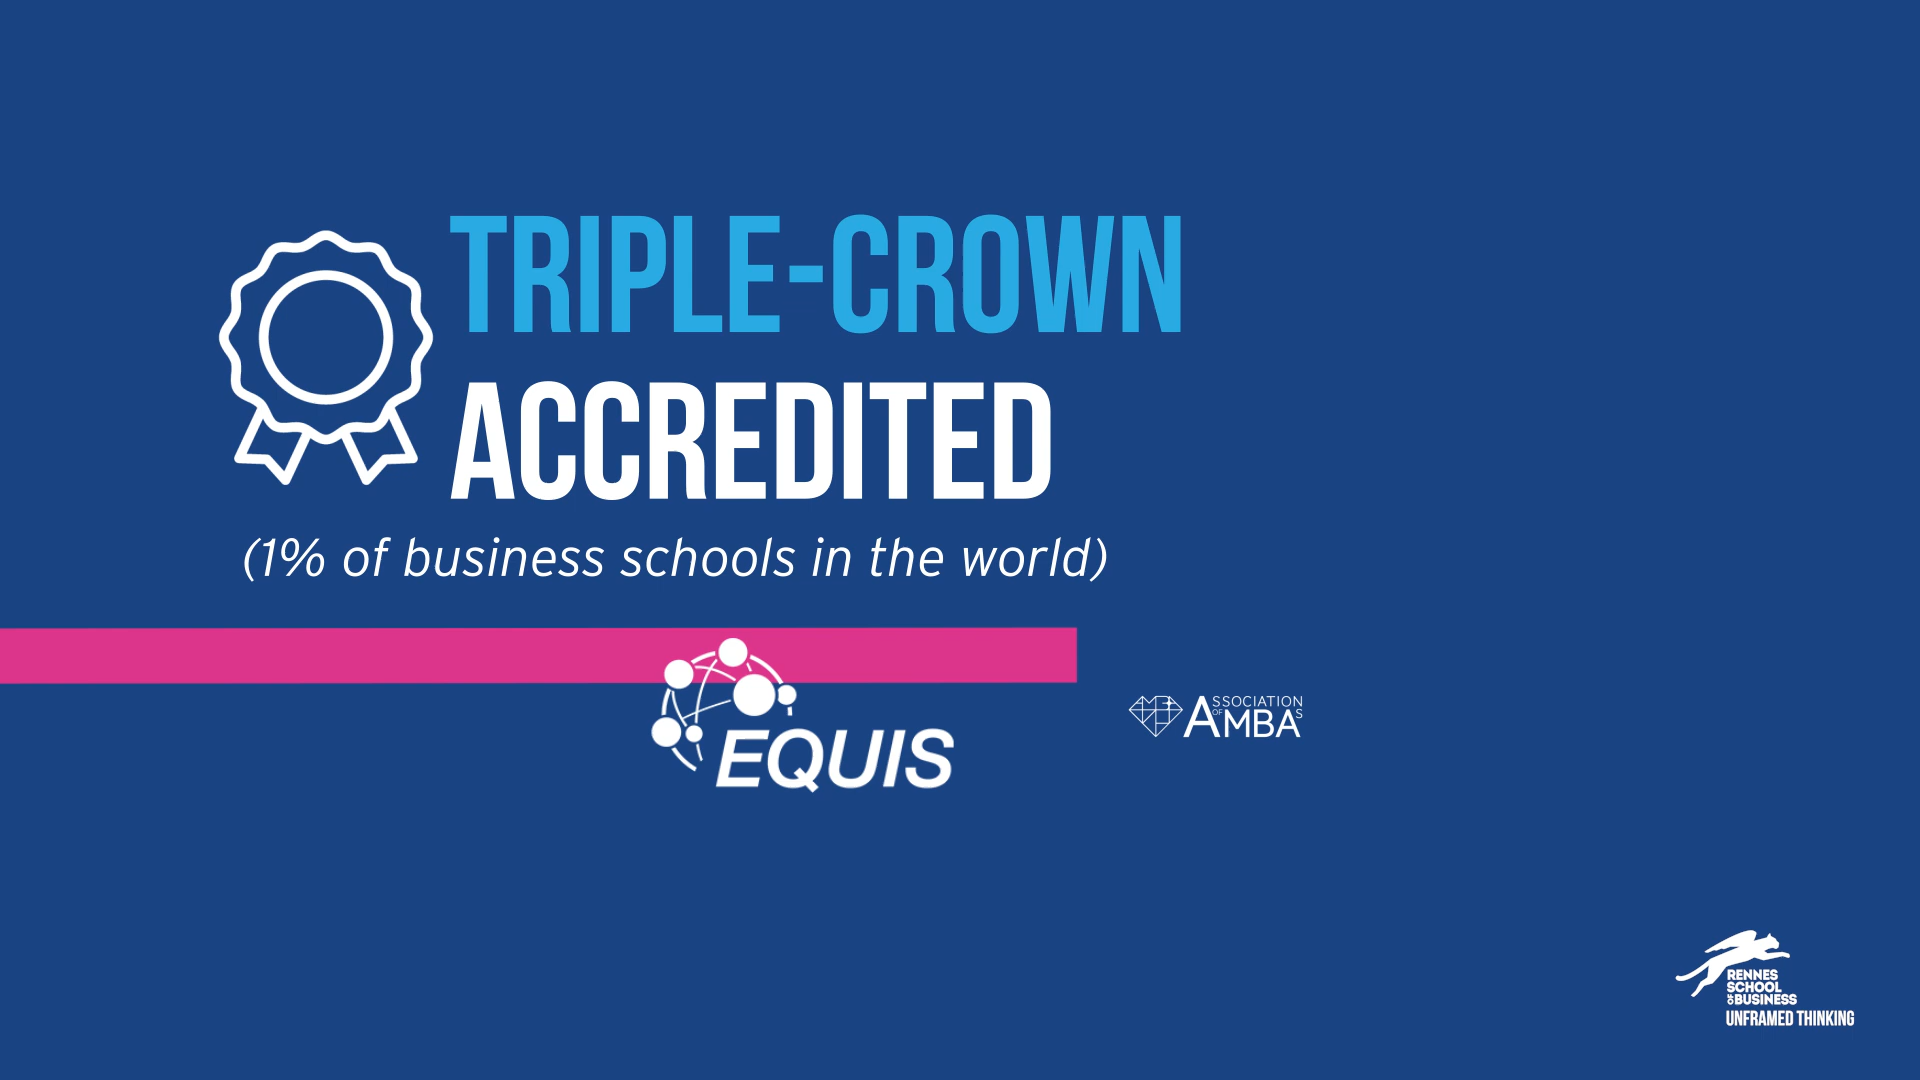 TRIPLE-CROWN
ACCREDITED
(1% of business schools in the world)
EQUIS
ASSOCIATION
OF MBAS
RENNES
SCHOOL
OF BUSINESS
UNFRAMED THINKING